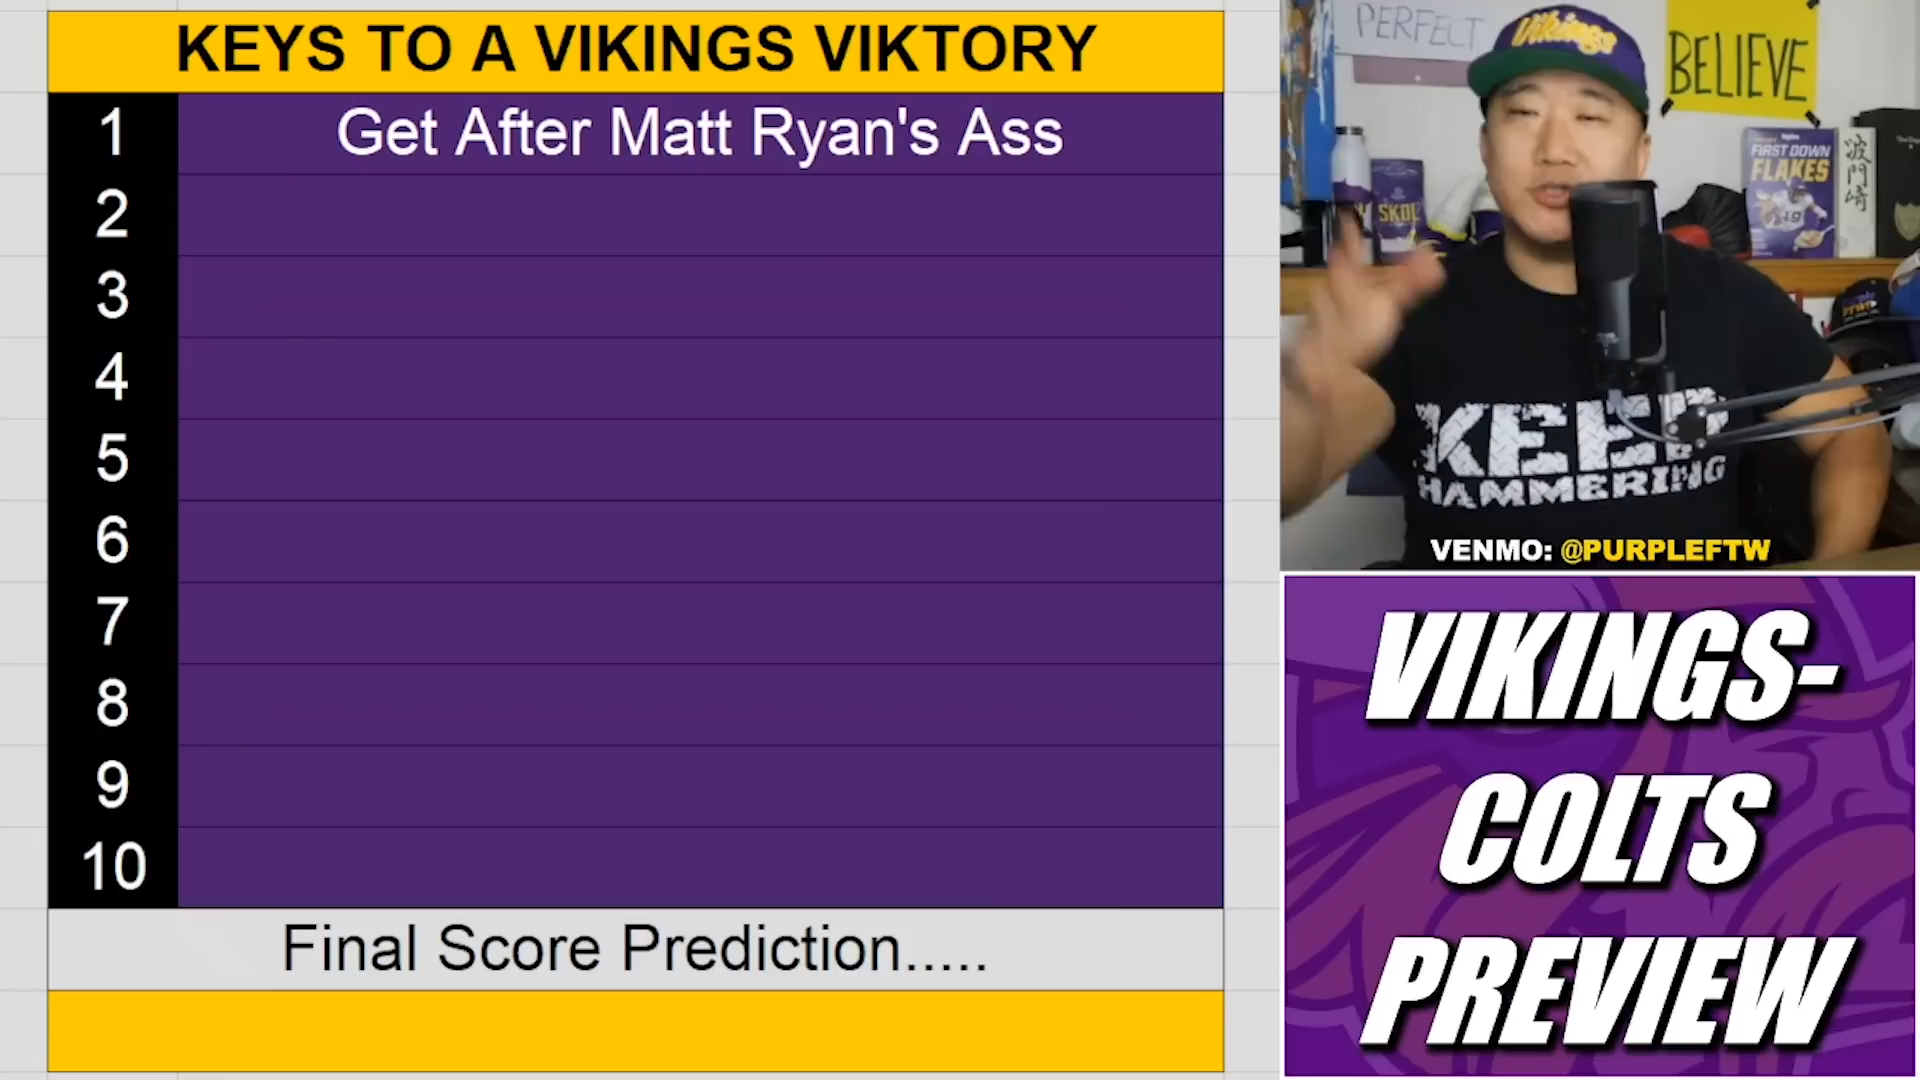 KEYS TO A VIKINGS VIKTORY
1 Get After Matt Ryan's Ass
2
3
4
5
6
7
8
9
10
Final Score Prediction.....
PERFECT
Vikings
BELIEVE
SKOL
FIRST DOWN
FLAKES
19
波門崎
KEEP
HAMMERING
VENMO: @PURPLEFTW
VIKINGS-
COLTS
PREVIEW